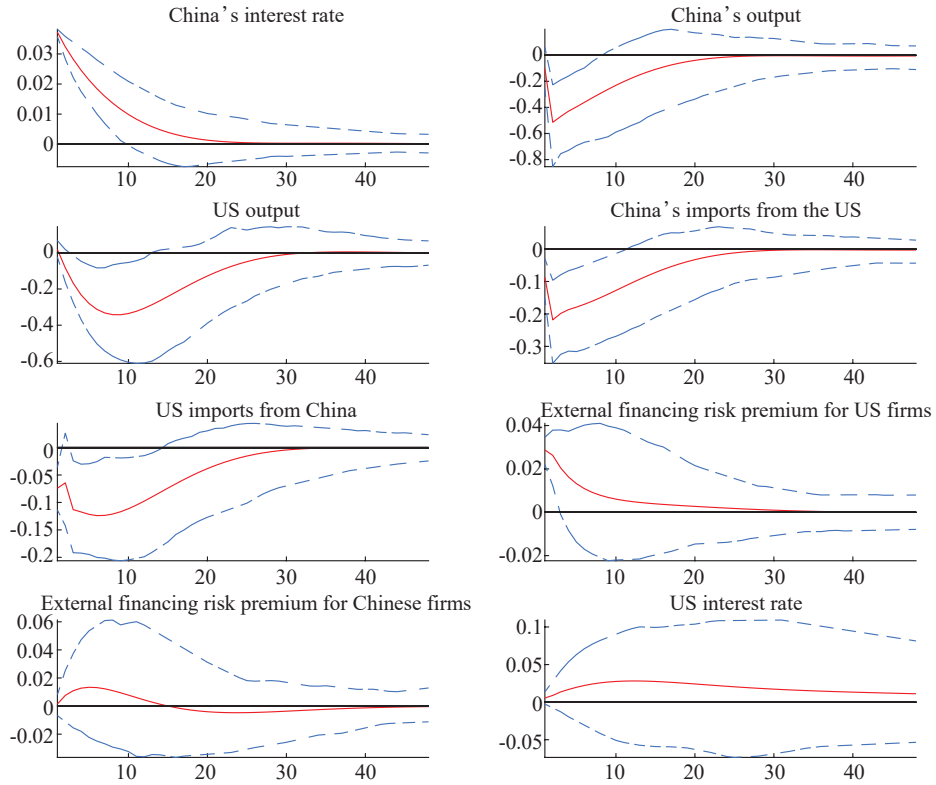 China’s interest rate
0.03
0.02
0.01
0
10 20 30 40
China’s output
0
-0.2
-0.4
-0.6
-0.8
10 20 30 40
US output
0
-0.2
-0.4
-0.6
10 20 30 40
China’s imports from the US
0
-0.1
-0.2
-0.3
10 20 30 40
US imports from China
0
-0.05
-0.1
-0.15
-0.2
10 20 30 40
External financing risk premium for US firms
0.04
0.02
0
-0.02
10 20 30 40
External financing risk premium for Chinese firms
0.06
0.04
0.02
0
-0.02
10 20 30 40
US interest rate
0.1
0.05
0
-0.05
10 20 30 40